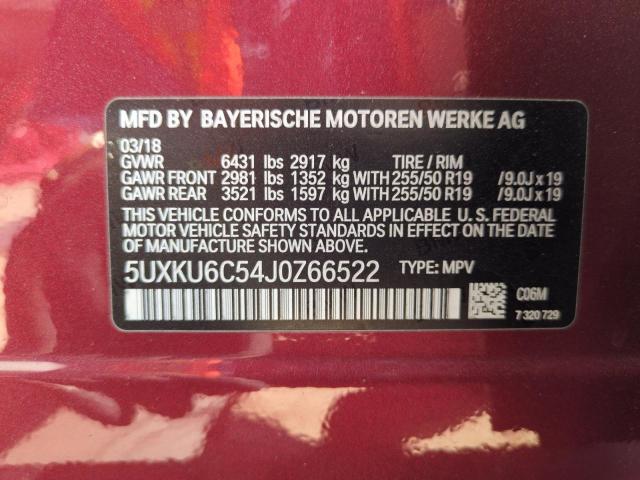 MFD BY BAYERISCHE MOTOREN WERKE AG
03/18
GVWR 6431 lbs 2917 kg TIRE / RIM
GAWR FRONT 2981 lbs 1352 kg WITH 255/50 R19 /9.0J x 19
GAWR REAR 3521 lbs 1597 kg WITH 255/50 R19 /9.0J x 19
THIS VEHICLE CONFORMS TO ALL APPLICABLE U. S. FEDERAL
MOTOR VEHICLE SAFETY STANDARDS IN EFFECT ON THE DATE
OF MANUFACTURE SHOWN ABOVE.
5UXKU6C54J0Z66522 TYPE: MPV
C06M
7 320 729